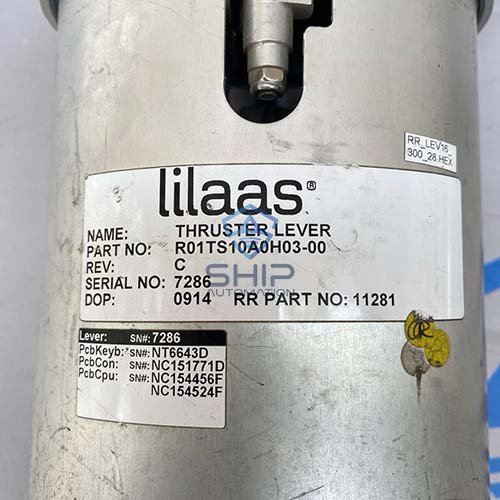 RR_LEV16_
300_28.HEX
lilaas®
NAME: THRUSTER LEVER
PART NO: R01TS10A0H03-00
REV: C
SERIAL NO: 7286
DOP: 0914 RR PART NO: 11281
SHIP
AUTOMATION
Lever: SN#: 7286
PcbKeyb: SN#: NT6643D
PcbCon: SN#: NC151771D
PcbCpu: SN#: NC154456F
NC154524F